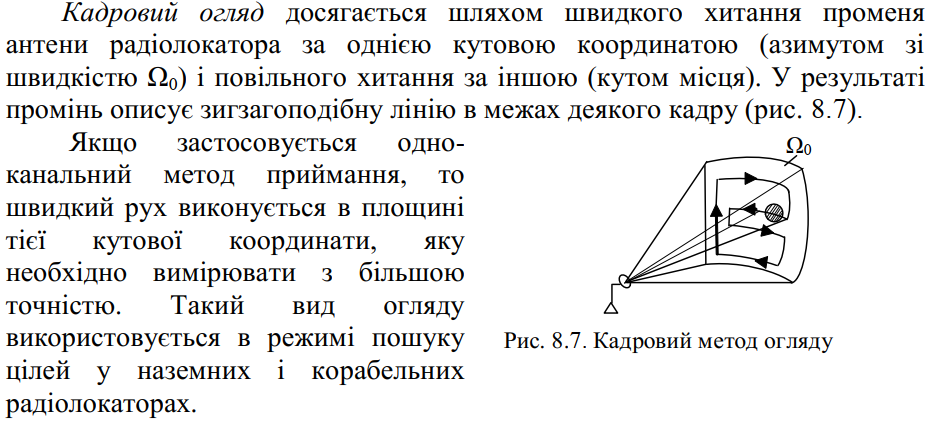 Кадровий огляд досягається шляхом швидкого хитання променя
антени радіолокатора за однією кутовою координатою (азимутом зі
швидкістю Ω₀) і повільного хитання за іншою (кутом місця). У результаті
промінь описує зигзагоподібну лінію в межах деякого кадру (рис. 8.7).
Якщо застосовується одно-
канальний метод приймання, то
швидкий рух виконується в площині
тієї кутової координати, яку
необхідно вимірювати з більшою
точністю. Такий вид огляду
використовується в режимі пошуку
цілей у наземних і корабельних
радіолокаторах.
Ω₀
Рис. 8.7. Кадровий метод огляду